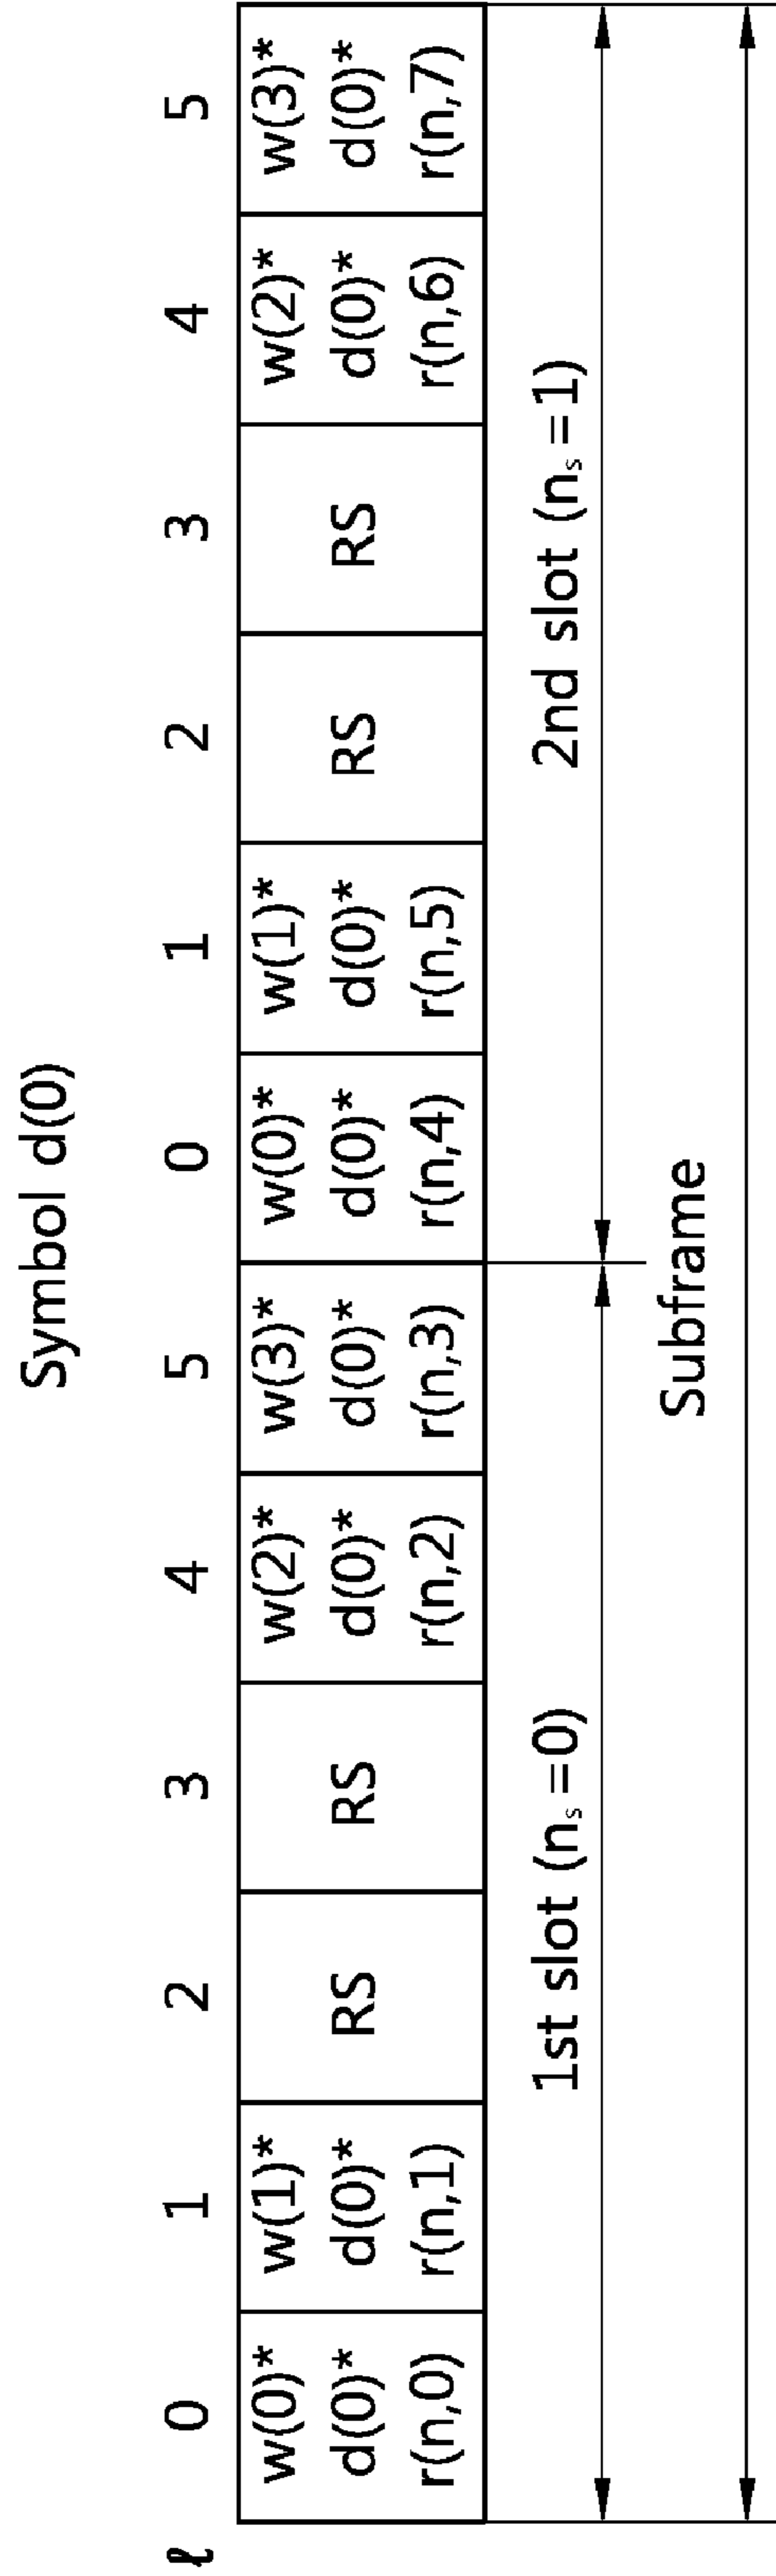 Symbol d(0)
ℓ 0 1 2 3 4 5 0 1 2 3 4 5
w(0)* w(1)* RS RS w(2)* w(3)* w(0)* w(1)* RS RS w(2)* w(3)*
d(0)* d(0)* d(0)* d(0)* d(0)* d(0)* d(0)* d(0)*
r(n,0) r(n,1) r(n,2) r(n,3) r(n,4) r(n,5) r(n,6) r(n,7)
1st slot (nₛ=0) 2nd slot (nₛ=1)
Subframe